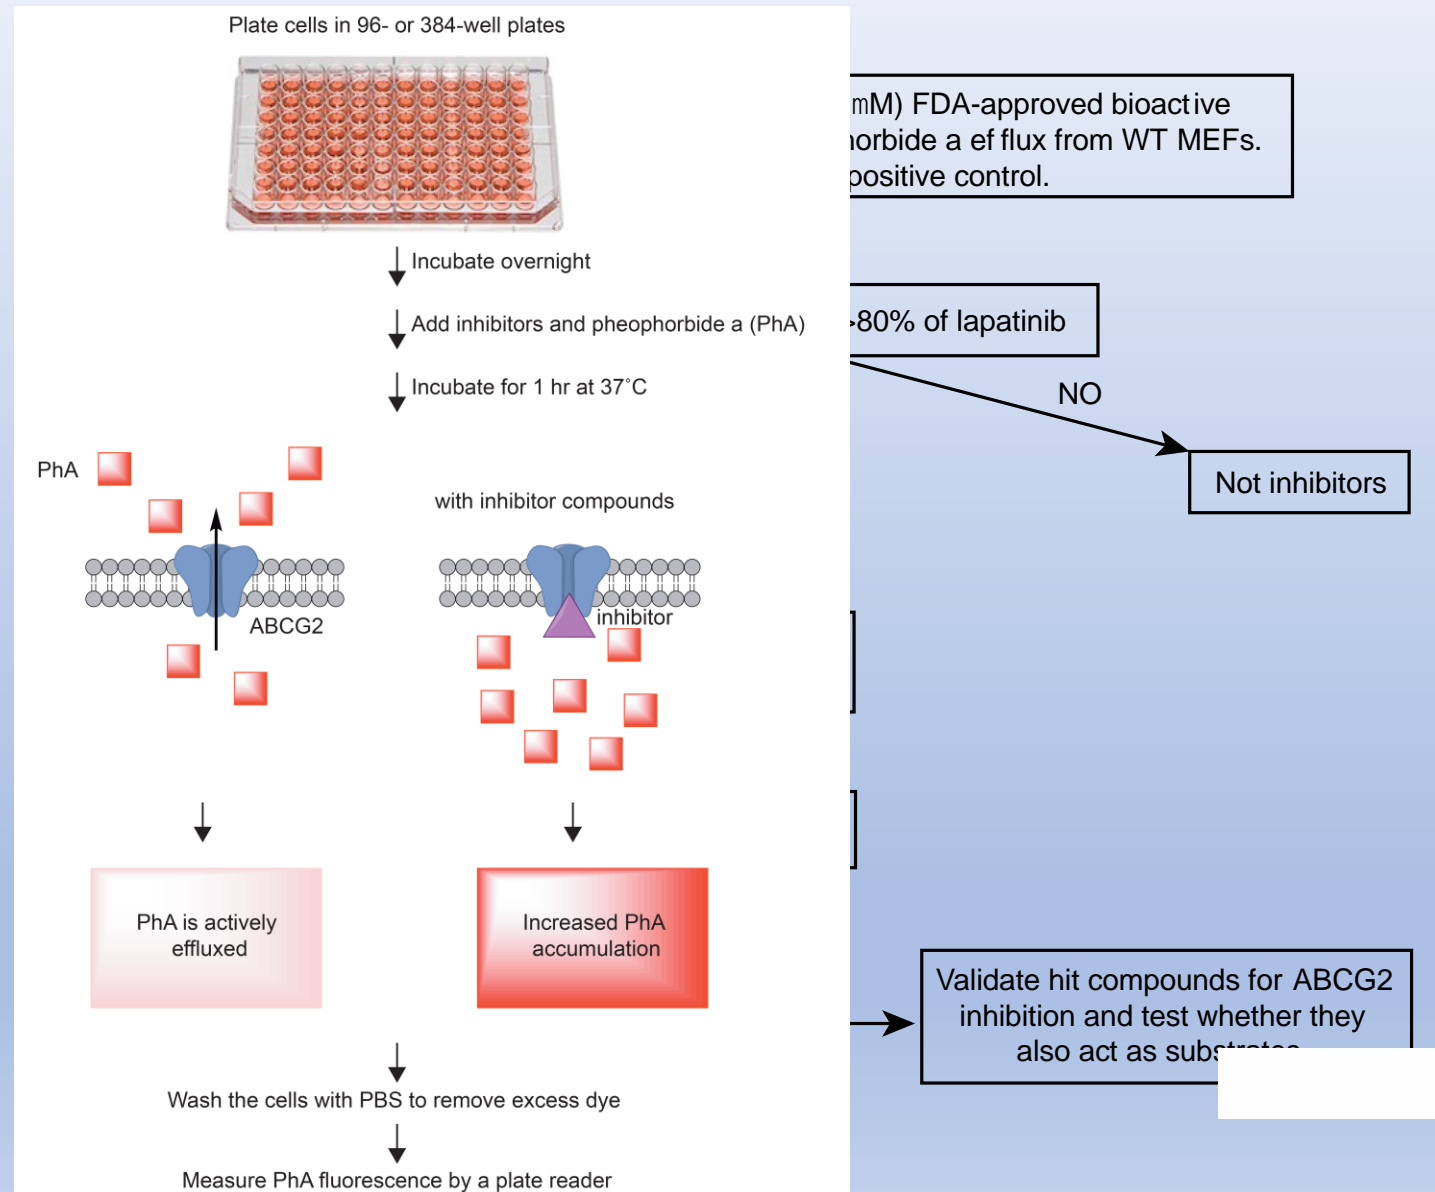 Plate cells in 96- or 384-well plates
Incubate overnight
Add inhibitors and pheophorbide a (PhA)
Incubate for 1 hr at 37˚C
PhA
with inhibitor compounds
ABCG2
inhibitor
PhA is actively
effluxed
Increased PhA
accumulation
Wash the cells with PBS to remove excess dye
Measure PhA fluorescence by a plate reader
mM) FDA-approved bioactive
horbide a efflux from WT MEFs.
positive control.
>80% of lapatinib
NO
Not inhibitors
Validate hit compounds for ABCG2
inhibition and test whether they
also act as substrates